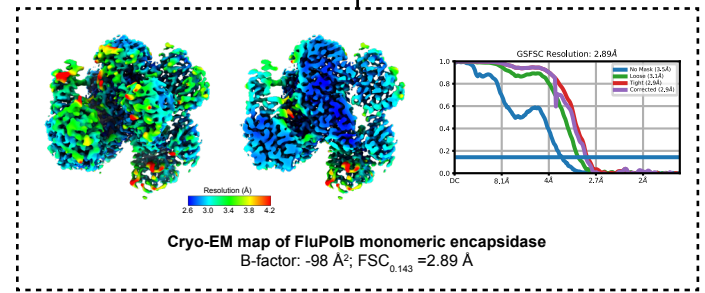 GSFSC Resolution: 2.89Å
1.0
0.8
0.6
0.4
0.2
0.0
No Mask (3.5Å)
Loose (3.1Å)
Tight (2.9Å)
Corrected (2.9Å)
DC 8.1Å 4Å 2.7Å 2Å
Resolution (Å)
2.6 3.0 3.4 3.8 4.2
Cryo-EM map of FluPolB monomeric encapsidase
B-factor: -98 Å²; FSC₀.₁₄₃ =2.89 Å